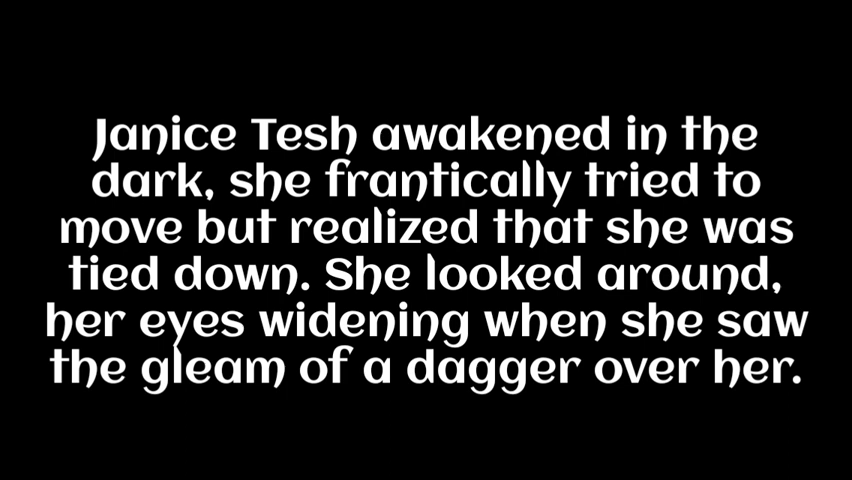 Janice Tesh awakened in the
dark, she frantically tried to
move but realized that she was
tied down. She looked around,
her eyes widening when she saw
the gleam of a dagger over her.